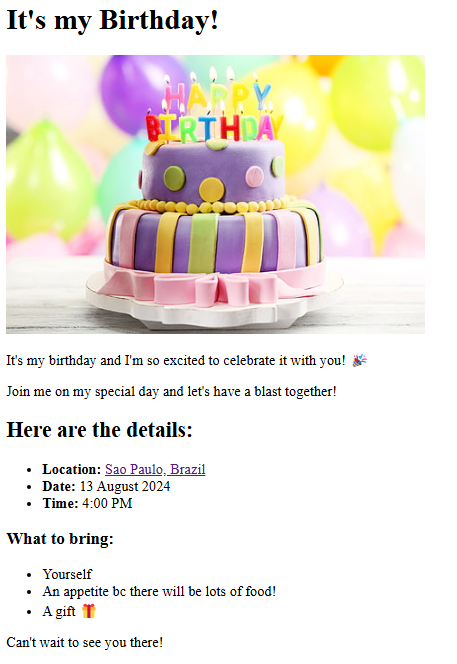 It's my Birthday!
HAPPY
BIRTHDAY
It's my birthday and I'm so excited to celebrate it with you! 🎉
Join me on my special day and let's have a blast together!
Here are the details:
Location: Sao Paulo, Brazil
Date: 13 August 2024
Time: 4:00 PM
What to bring:
Yourself
An appetite bc there will be lots of food!
A gift 🎁
Can't wait to see you there!